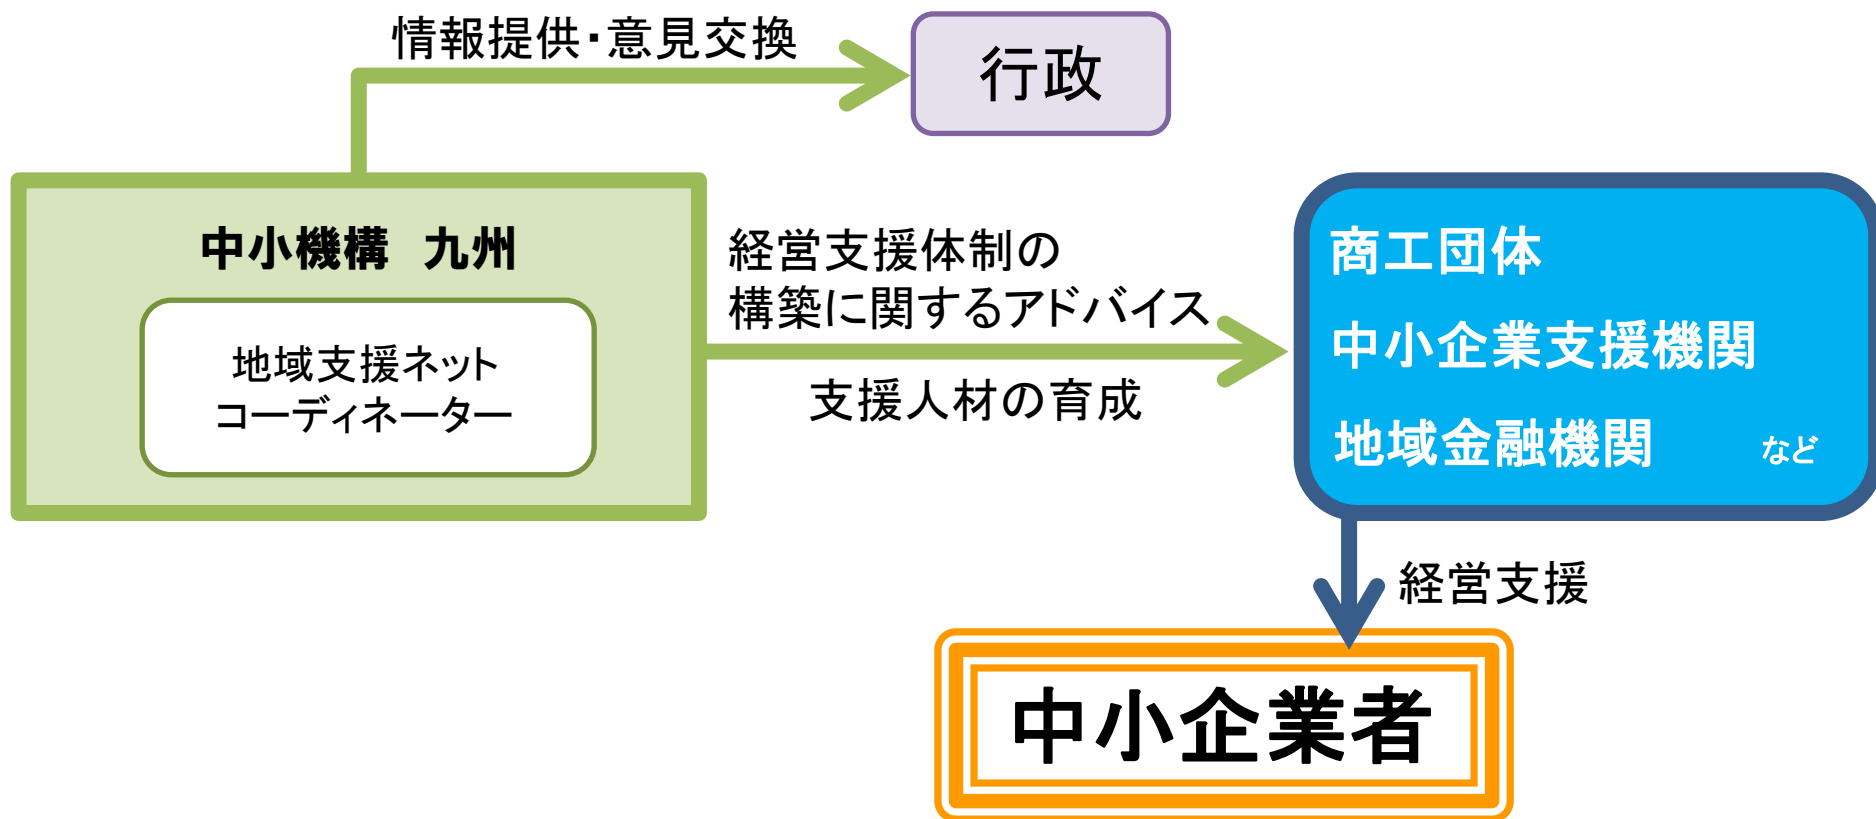 情報提供・意見交換
行政
中小機構　九州
地域支援ネット
コーディネーター
経営支援体制の
構築に関するアドバイス
支援人材の育成
商工団体
中小企業支援機関
地域金融機関　　など
経営支援
中小企業者